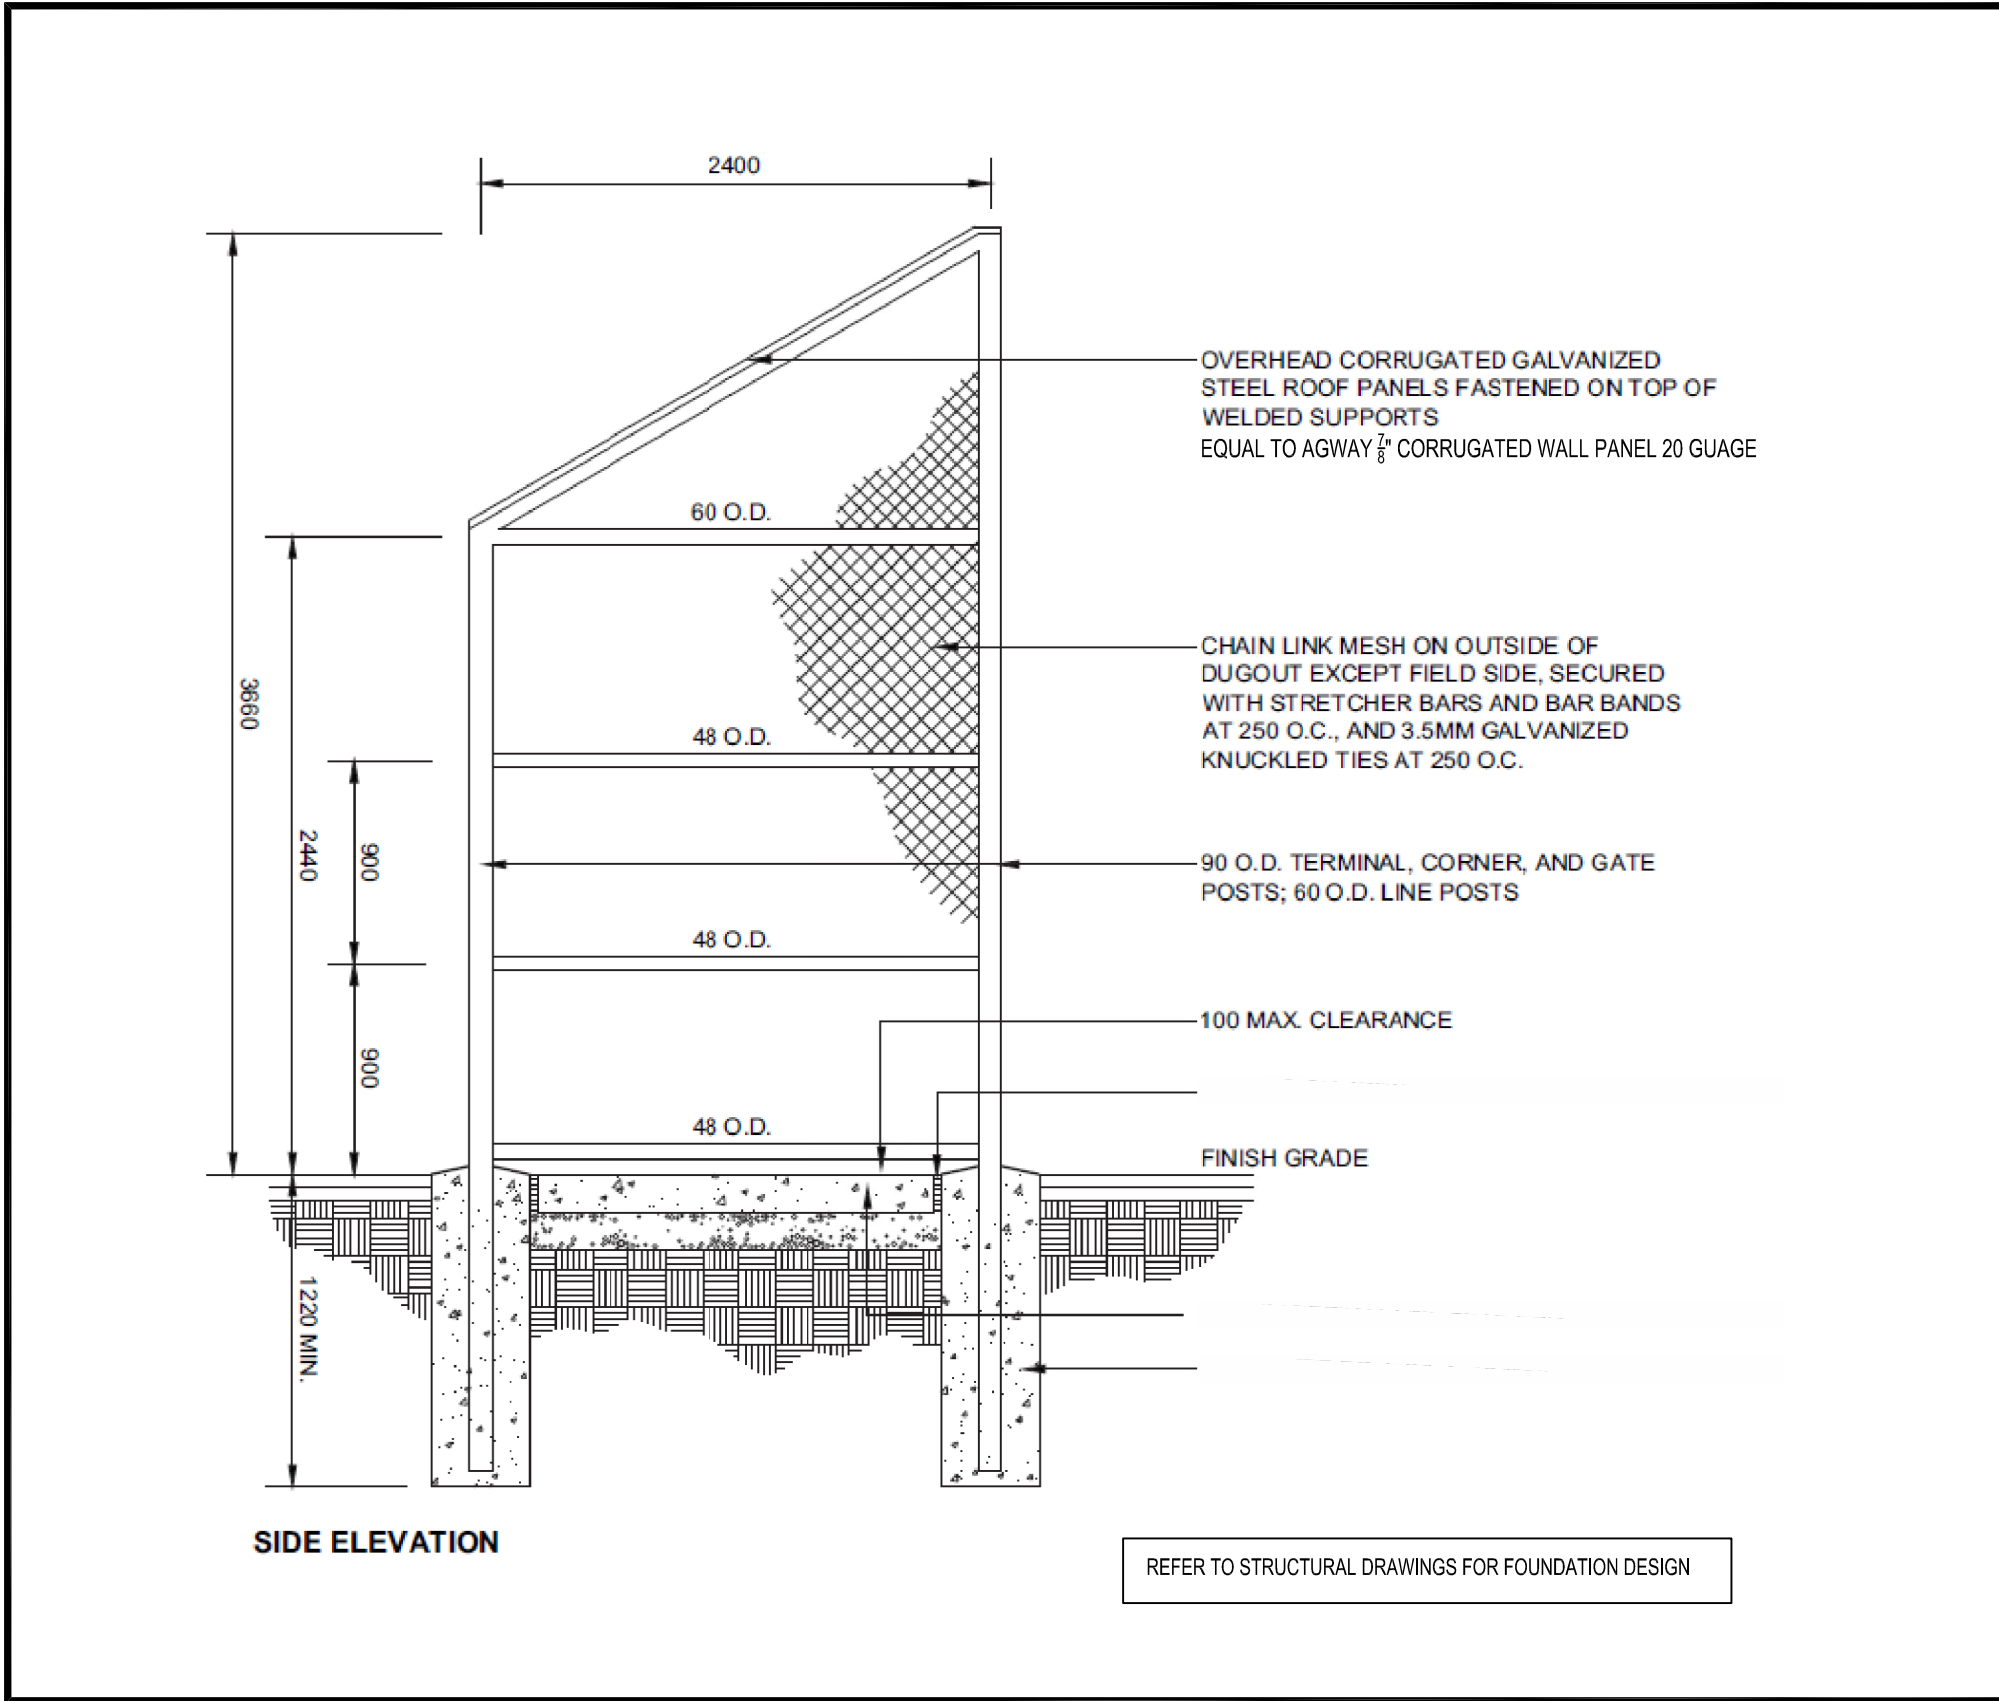 2400
OVERHEAD CORRUGATED GALVANIZED
STEEL ROOF PANELS FASTENED ON TOP OF
WELDED SUPPORTS
EQUAL TO AGWAY 7/8" CORRUGATED WALL PANEL 20 GUAGE
60 O.D.
3660
CHAIN LINK MESH ON OUTSIDE OF
DUGOUT EXCEPT FIELD SIDE, SECURED
WITH STRETCHER BARS AND BAR BANDS
AT 250 O.C., AND 3.5MM GALVANIZED
KNUCKLED TIES AT 250 O.C.
48 O.D.
2440
900
90 O.D. TERMINAL, CORNER, AND GATE
POSTS; 60 O.D. LINE POSTS
48 O.D.
900
100 MAX. CLEARANCE
48 O.D.
FINISH GRADE
1220 MIN.
SIDE ELEVATION
REFER TO STRUCTURAL DRAWINGS FOR FOUNDATION DESIGN